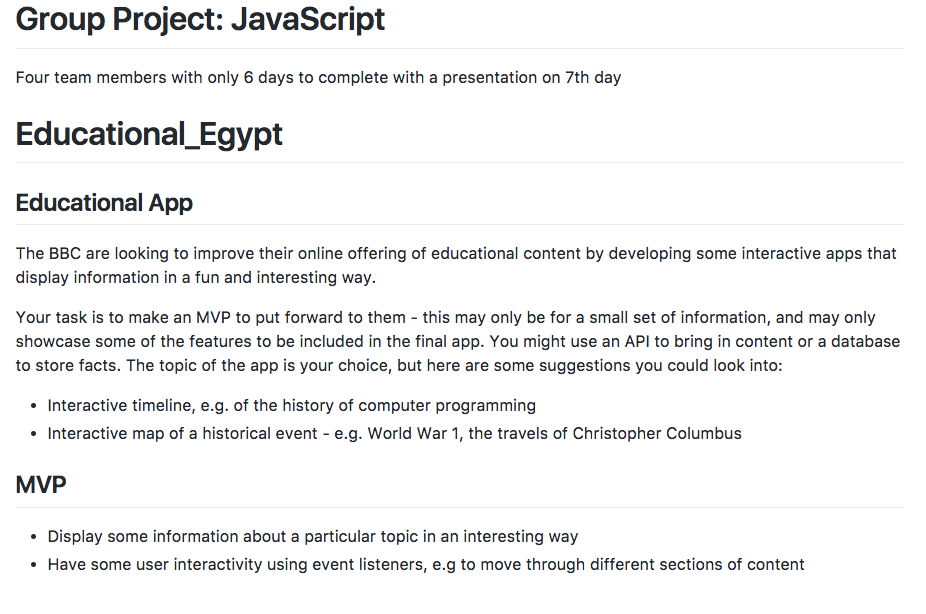 Group Project: JavaScript
Four team members with only 6 days to complete with a presentation on 7th day
Educational_Egypt
Educational App
The BBC are looking to improve their online offering of educational content by developing some interactive apps that
display information in a fun and interesting way.
Your task is to make an MVP to put forward to them - this may only be for a small set of information, and may only
showcase some of the features to be included in the final app. You might use an API to bring in content or a database
to store facts. The topic of the app is your choice, but here are some suggestions you could look into:
• Interactive timeline, e.g. of the history of computer programming
• Interactive map of a historical event - e.g. World War 1, the travels of Christopher Columbus
MVP
• Display some information about a particular topic in an interesting way
• Have some user interactivity using event listeners, e.g to move through different sections of content